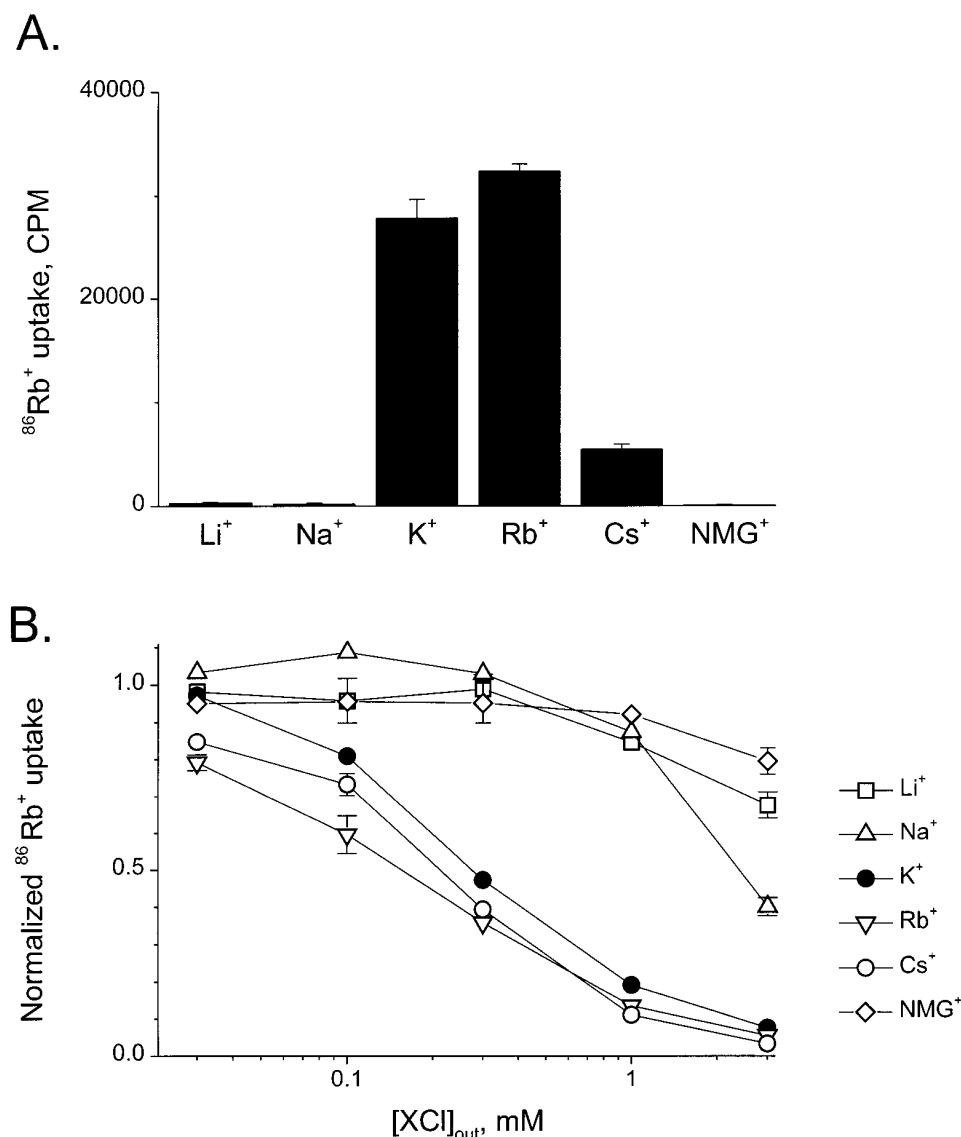 A.
40000
20000
0
⁸⁶Rb⁺ uptake, CPM
Li⁺ Na⁺ K⁺ Rb⁺ Cs⁺ NMG⁺
B.
1.0
0.5
0.0
Normalized ⁸⁶Rb⁺ uptake
0.1 1
[XCl]out, mM
Li⁺
Na⁺
K⁺
Rb⁺
Cs⁺
NMG⁺